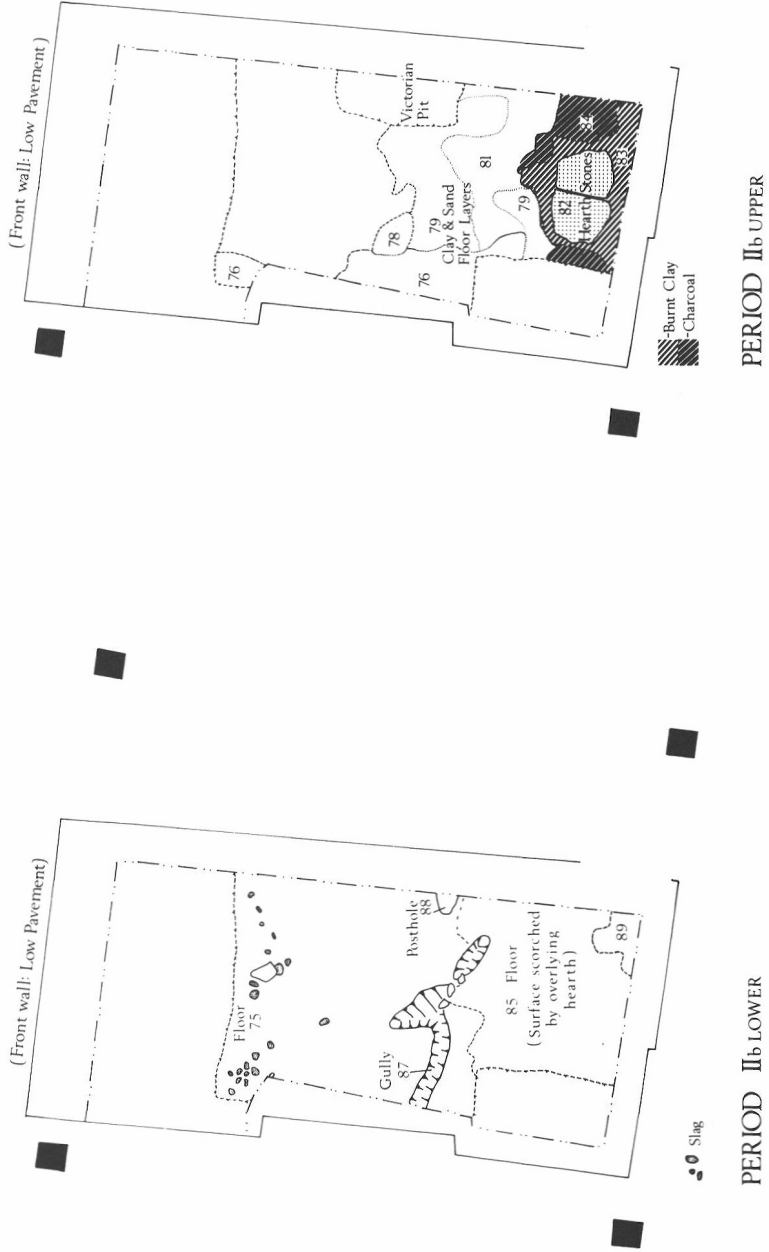 (Front wall: Low Pavement)
Floor
75
Gully
87
Posthole
88
85 Floor
(Surface scorched
by overlying
hearth)
89
Slag
PERIOD IIb LOWER
(Front wall: Low Pavement)
76
Victorian
Pit
78
79
Clay & Sand
Floor Layers
76
81
79
82
Hearth Stones
84
83
-Burnt Clay
-Charcoal
PERIOD IIb UPPER